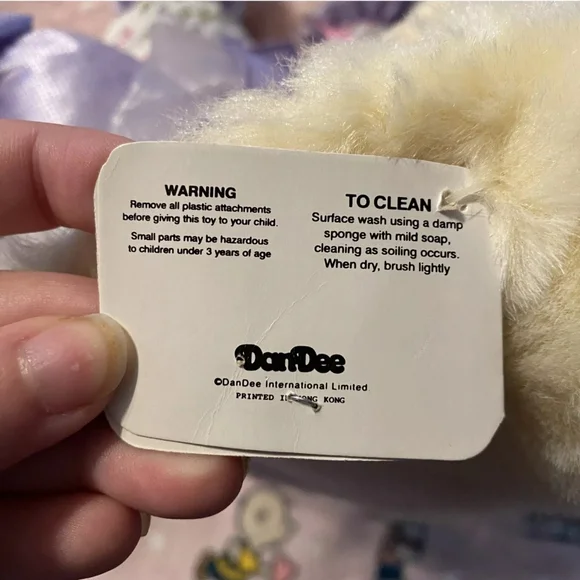 WARNING
Remove all plastic attachments
before giving this toy to your child.
Small parts may be hazardous
to children under 3 years of age
TO CLEAN
Surface wash using a damp
sponge with mild soap,
cleaning as soiling occurs.
When dry, brush lightly
DanDee
©DanDee International Limited
PRINTED IN HONG KONG